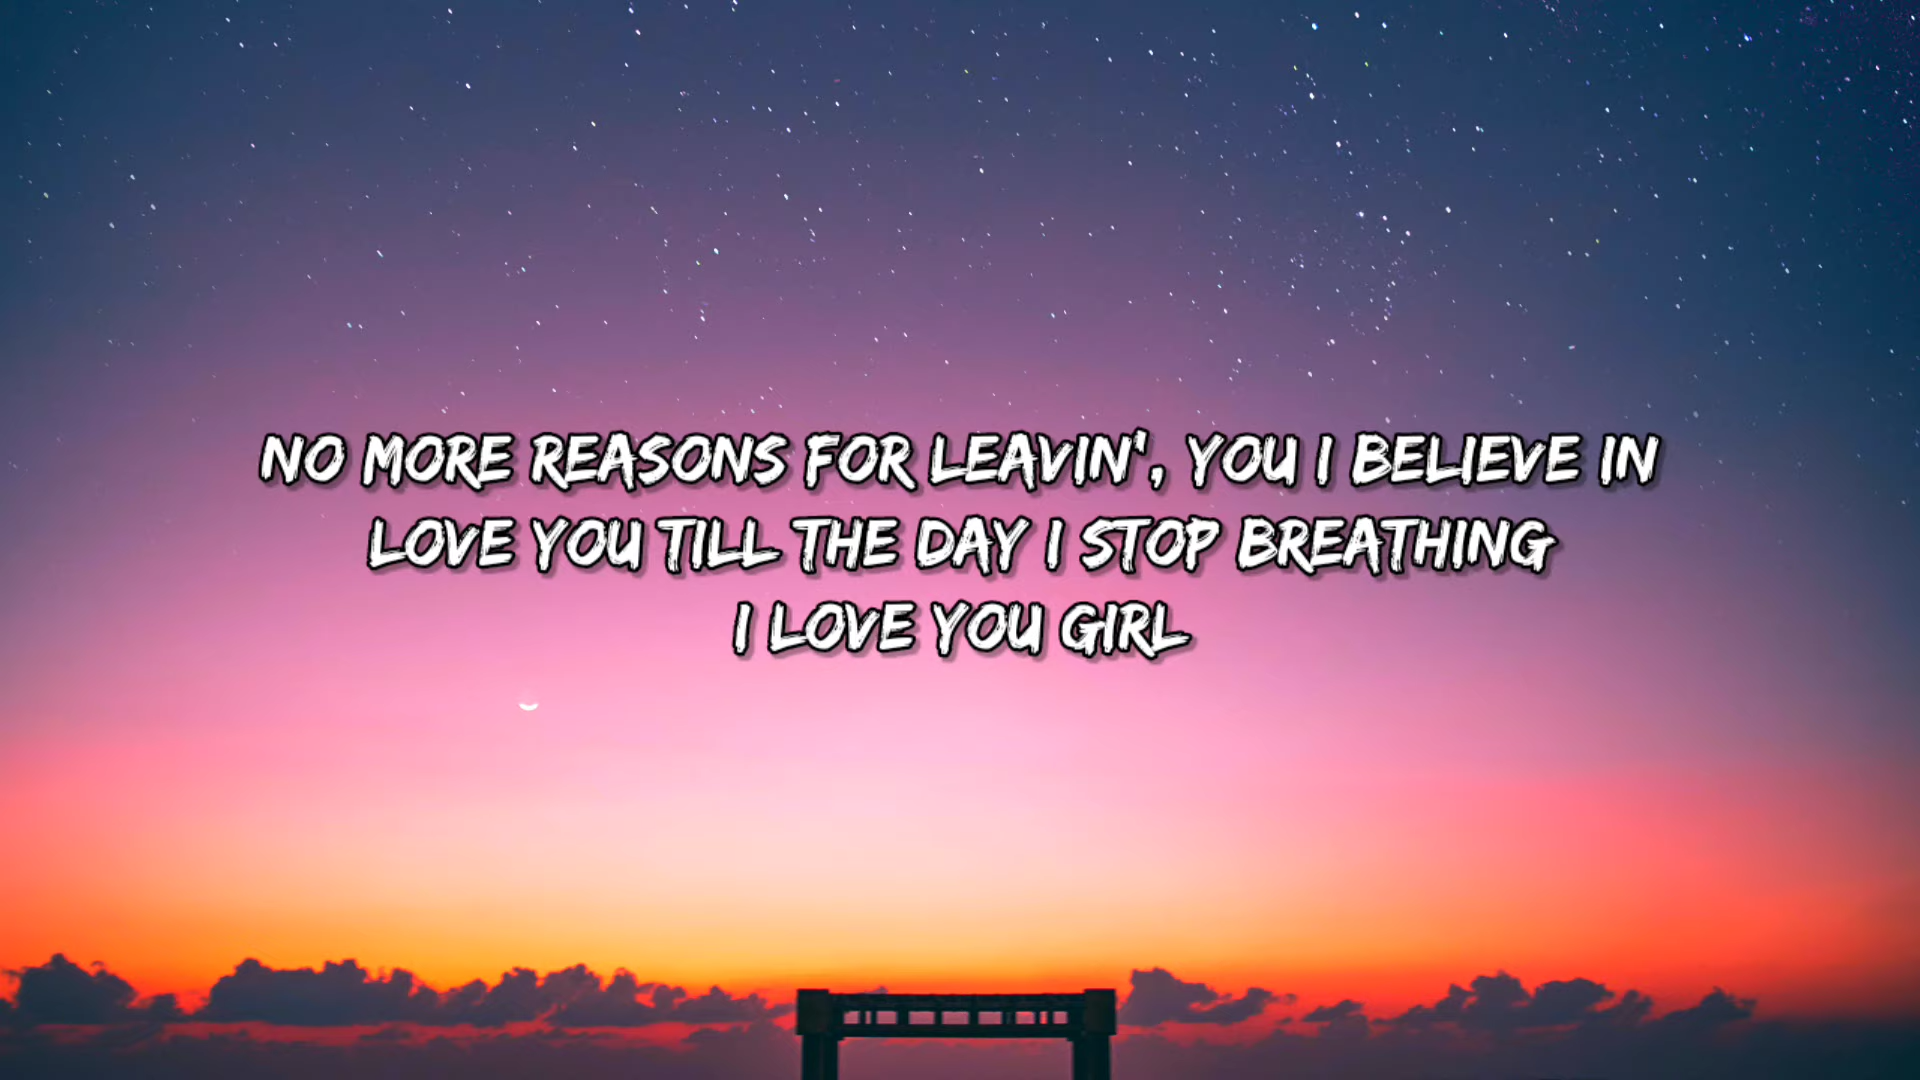 NO MORE REASONS FOR LEAVIN', YOU I BELIEVE IN
LOVE YOU TILL THE DAY I STOP BREATHING
I LOVE YOU GIRL